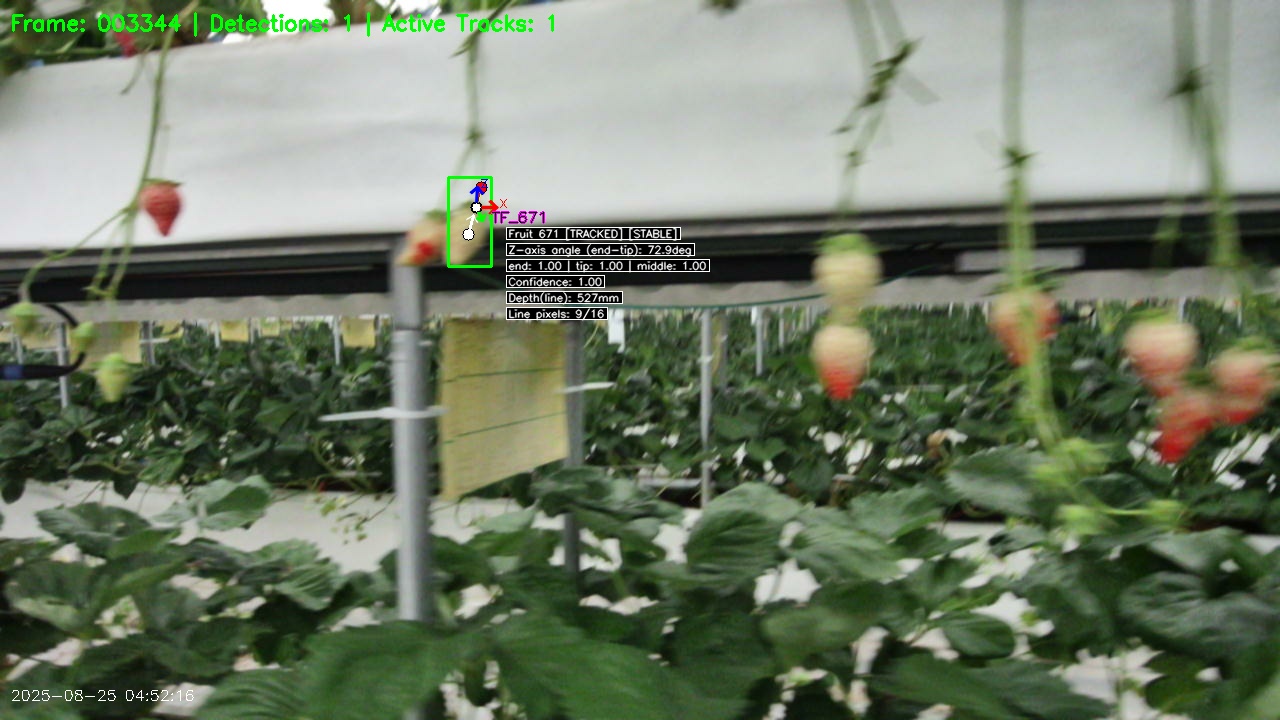 Frame: 003344 | Detections: 1 | Active Tracks: 1
X
TF_671
Fruit 671 [TRACKED] [STABLE]
Z-axis angle (end-tip): 72.9deg
end: 1.00 | tip: 1.00 | middle: 1.00
Confidence: 1.00
Depth(line): 527mm
Line pixels: 9/16
2025-08-25 04:52:16